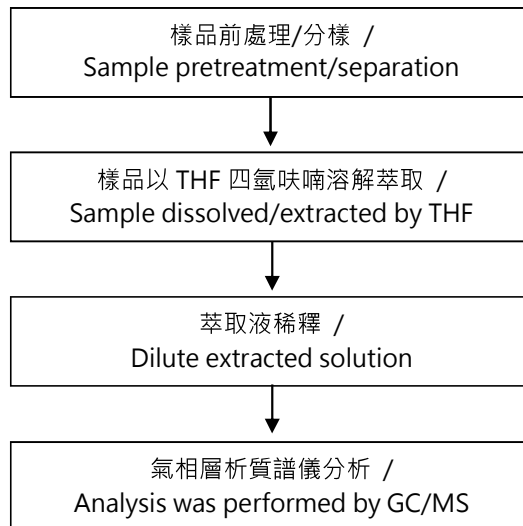 樣品前處理/分樣 /
Sample pretreatment/separation
樣品以 THF 四氫呋喃溶解萃取 /
Sample dissolved/extracted by THF
萃取液稀釋 /
Dilute extracted solution
氣相層析質譜儀分析 /
Analysis was performed by GC/MS